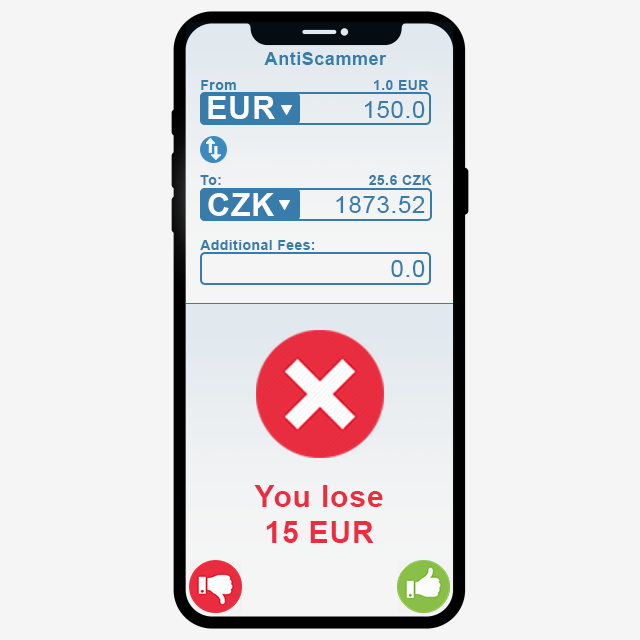 AntiScammer
From 1.0 EUR
EUR 150.0
To: 25.6 CZK
CZK 1873.52
Additional Fees:
0.0
You lose
15 EUR